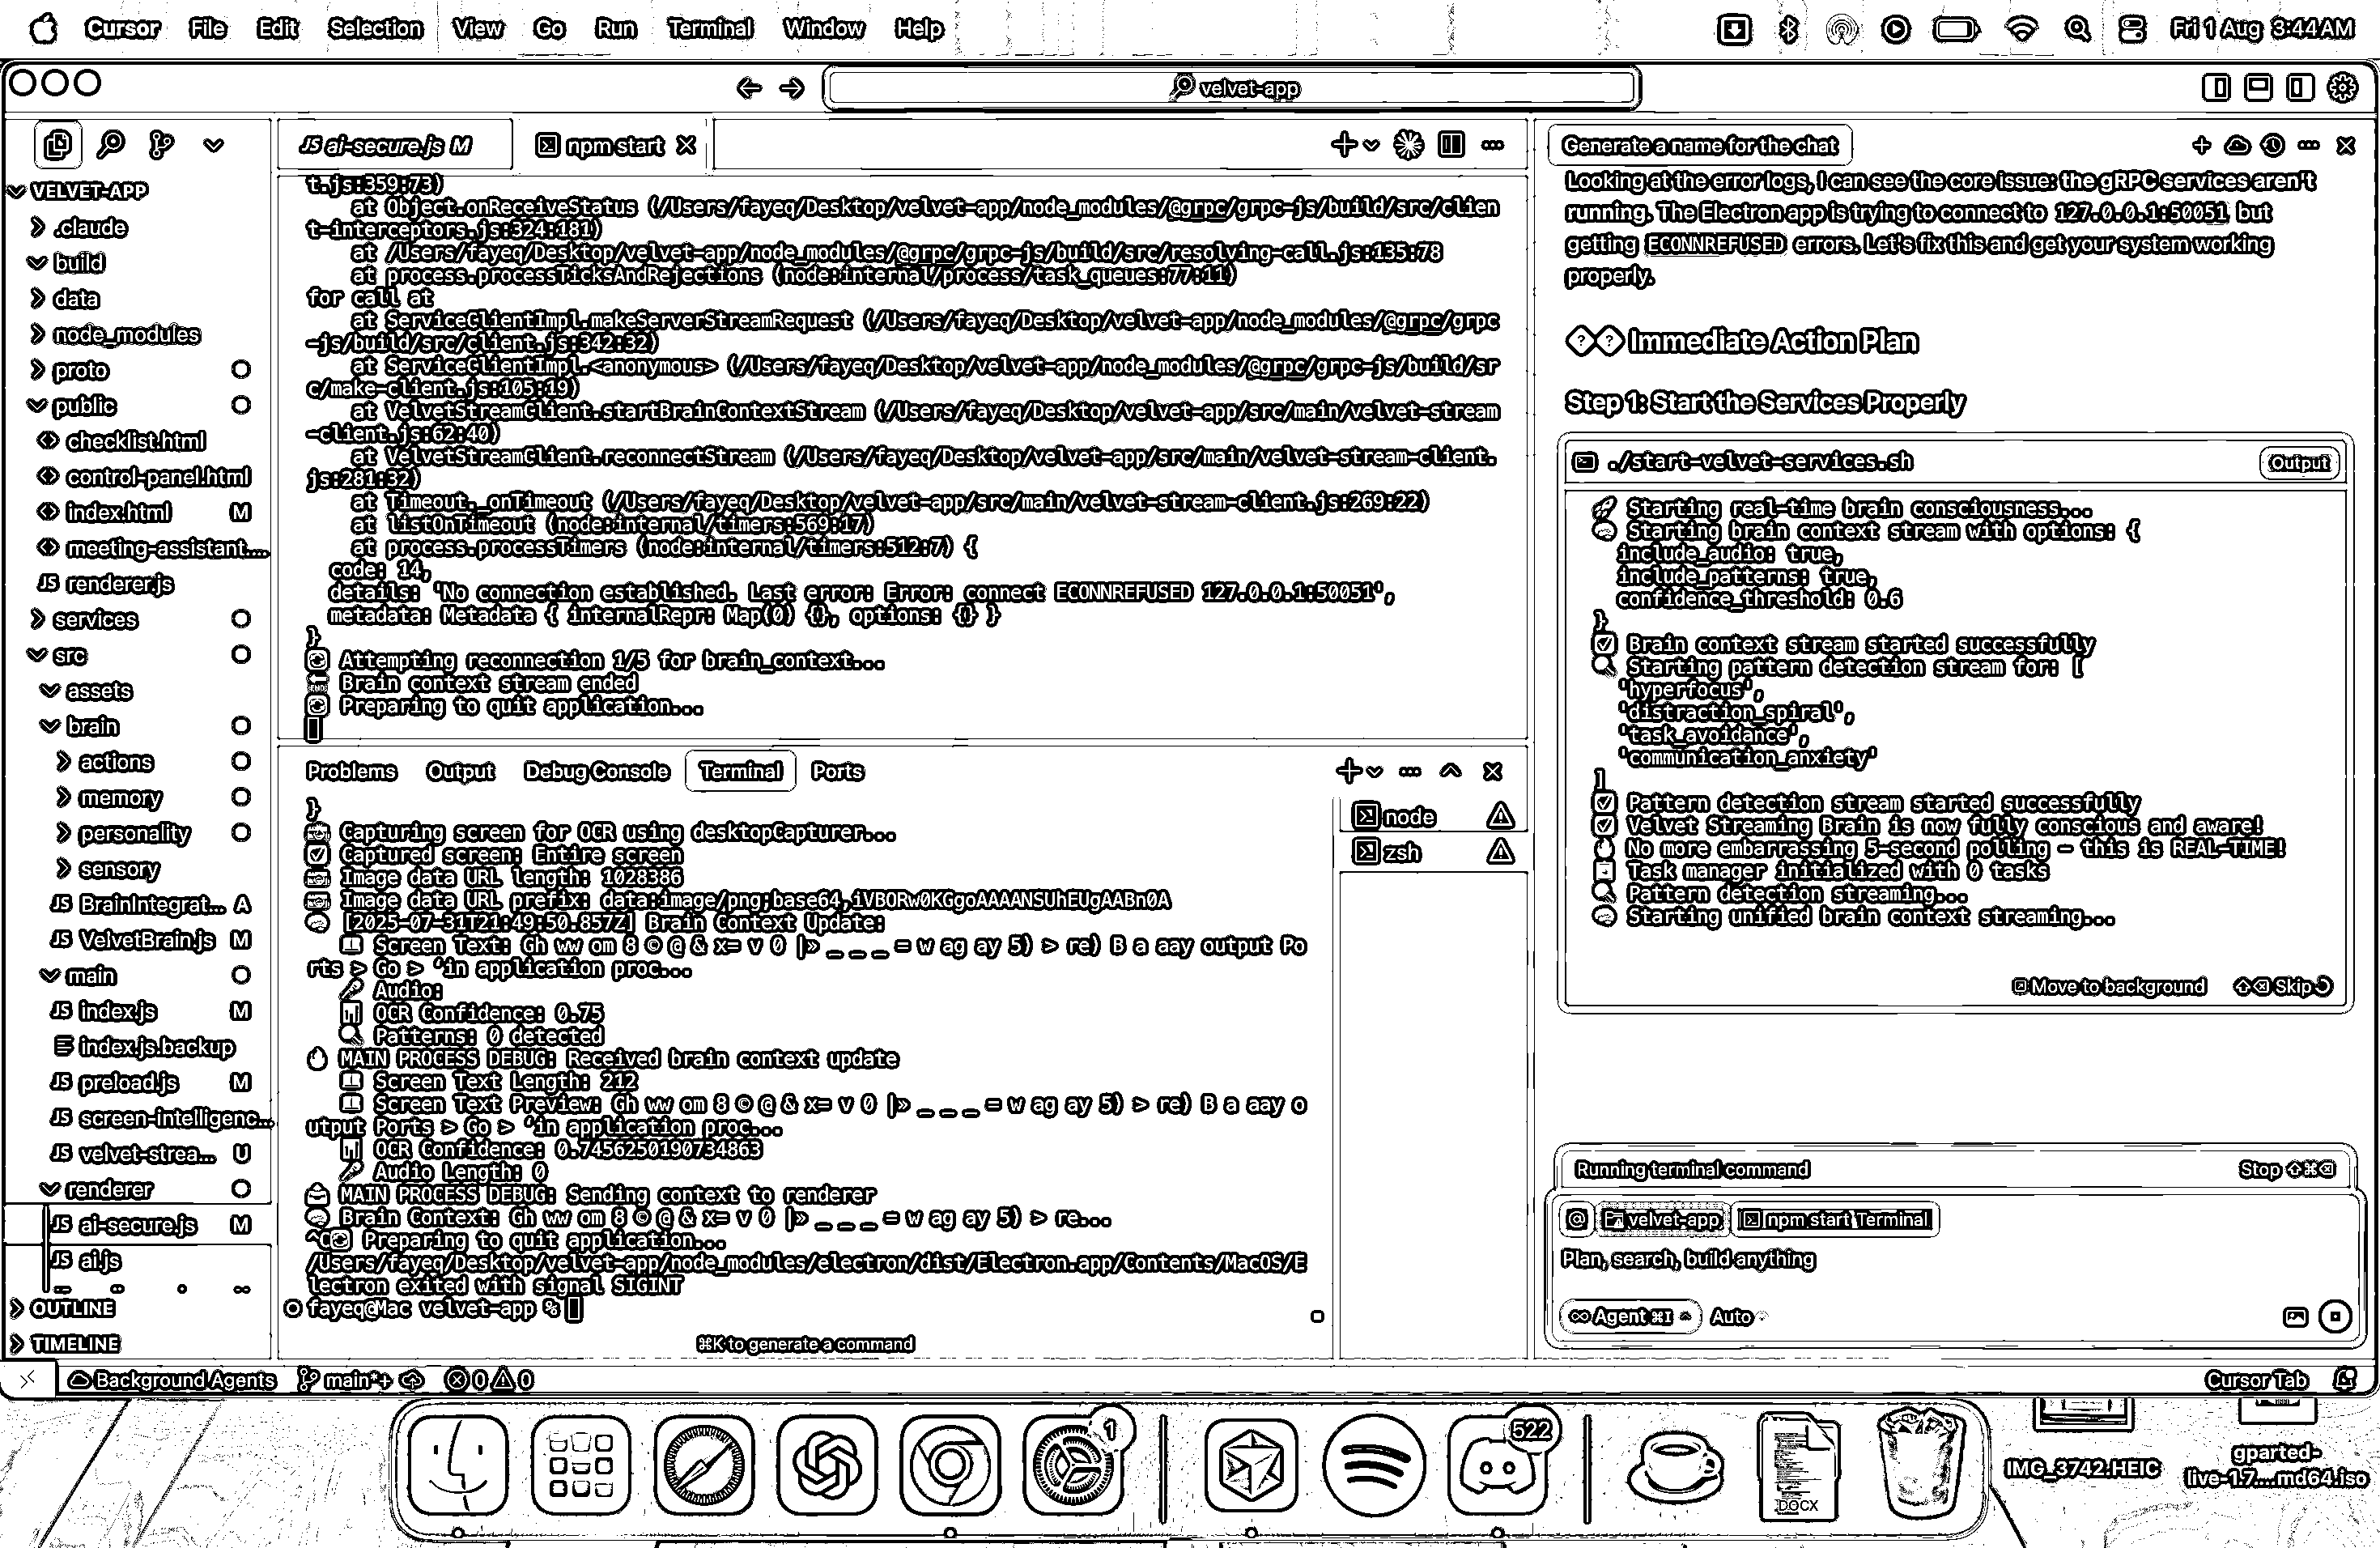 Cursor File Edit Selection View Go Run Terminal Window Help
Fri 1 Aug 3:44AM
velvet-app
VELVET-APP
.claude
build
data
node_modules
proto
public
checklist.html
control-panel.html
index.html M
meeting-assistant....
JS renderer.js
services
src
assets
brain
actions
memory
personality
sensory
JS BrainIntegrat... A
JS VelvetBrain.js M
main
JS index.js M
index.js.backup
JS preload.js M
JS screen-intelligenc...
JS velvet-strea... U
renderer
JS ai-secure.js M
JS ai.js
OUTLINE
TIMELINE
JS ai-secure.js M
npm start
t.js:359:73)
at Object.onReceiveStatus (/Users/fayeq/Desktop/velvet-app/node_modules/@grpc/grpc-js/build/src/clien
t-interceptors.js:324:181)
at /Users/fayeq/Desktop/velvet-app/node_modules/@grpc/grpc-js/build/src/resolving-call.js:135:78
at process.processTicksAndRejections (node:internal/process/task_queues:77:11)
for call at
at ServiceClientImpl.makeServerStreamRequest (/Users/fayeq/Desktop/velvet-app/node_modules/@grpc/grpc
-js/build/src/client.js:342:32)
at ServiceClientImpl.<anonymous> (/Users/fayeq/Desktop/velvet-app/node_modules/@grpc/grpc-js/build/sr
c/make-client.js:105:19)
at VelvetStreamClient.startBrainContextStream (/Users/fayeq/Desktop/velvet-app/src/main/velvet-stream
-client.js:62:40)
at VelvetStreamClient.reconnectStream (/Users/fayeq/Desktop/velvet-app/src/main/velvet-stream-client.
js:281:32)
at Timeout._onTimeout (/Users/fayeq/Desktop/velvet-app/src/main/velvet-stream-client.js:269:22)
at listOnTimeout (node:internal/timers:569:17)
at process.processTimers (node:internal/timers:512:7) {
code: 14,
details: 'No connection established. Last error: Error: connect ECONNREFUSED 127.0.0.1:50051',
metadata: Metadata { internalRepr: Map(0) {}, options: {} }
}
Attempting reconnection 1/5 for brain_context...
Brain context stream ended
Preparing to quit application...
Problems Output Debug Console Terminal Ports
}
Capturing screen for OCR using desktopCapturer...
Captured screen: Entire screen
Image data URL length: 1028386
Image data URL prefix: data:image/png;base64,iVBORw0KGgoAAAANSUhEUgAABn0A
[2025-07-31T21:49:50.857Z] Brain Context Update:
Screen Text: Gh ww om 8 © @ & x= v 0 |» _ _ _ = w ag ay 5) > re) B a aay output Po
rts > Go > ‘in application proc...
Audio:
OCR Confidence: 0.75
Patterns: 0 detected
MAIN PROCESS DEBUG: Received brain context update
Screen Text Length: 212
Screen Text Preview: Gh ww om 8 © @ & x= v 0 |» _ _ _ = w ag ay 5) > re) B a aay o
utput Ports > Go > ‘in application proc...
OCR Confidence: 0.7456250190734863
Audio Length: 0
MAIN PROCESS DEBUG: Sending context to renderer
Brain Context: Gh ww om 8 © @ & x= v 0 |» _ _ _ = w ag ay 5) > re...
^C Preparing to quit application...
/Users/fayeq/Desktop/velvet-app/node_modules/electron/dist/Electron.app/Contents/MacOS/E
lectron exited with signal SIGINT
fayeq@Mac velvet-app %
⌘K to generate a command
node
zsh
Generate a name for the chat
Looking at the error logs, I can see the core issue: the gRPC services aren't
running. The Electron app is trying to connect to 127.0.0.1:50051 but
getting ECONNREFUSED errors. Let's fix this and get your system working
properly.
Immediate Action Plan
Step 1: Start the Services Properly
./start-velvet-services.sh Output
Starting real-time brain consciousness...
Starting brain context stream with options: {
include_audio: true,
include_patterns: true,
confidence_threshold: 0.6
}
Brain context stream started successfully
Starting pattern detection stream for: [
'hyperfocus',
'distraction_spiral',
'task_avoidance',
'communication_anxiety'
]
Pattern detection stream started successfully
Velvet Streaming Brain is now fully conscious and aware!
No more embarrassing 5-second polling - this is REAL-TIME!
Task manager initialized with 0 tasks
Pattern detection streaming...
Starting unified brain context streaming...
Move to background ⇧⌫ Skip
Running terminal command Stop ⇧⌘⌫
@ velvet-app npm start Terminal
Plan, search, build anything
∞ Agent ⌘I Auto
Background Agents main*+ 0 0
Cursor Tab
1
522
DOCX
IMG_3742.HEIC
gparted-
live-1.7....md64.iso